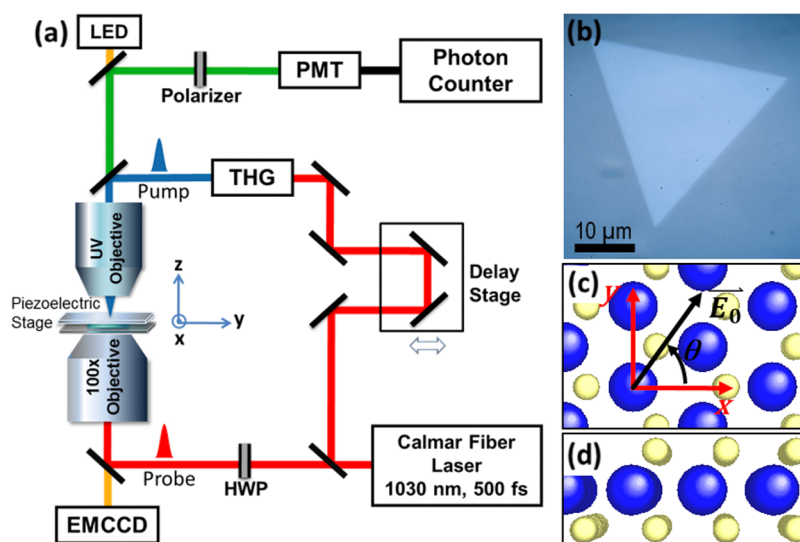 (a)
LED
Polarizer
PMT
Photon
Counter
Pump
THG
UV
Objective
Delay
Stage
Piezoelectric
Stage
z
y
x
100x
Objective
Probe
HWP
Calmar Fiber
Laser
1030 nm, 500 fs
EMCCD
(b)
10 μm
(c)
y
E₀
θ
x
(d)